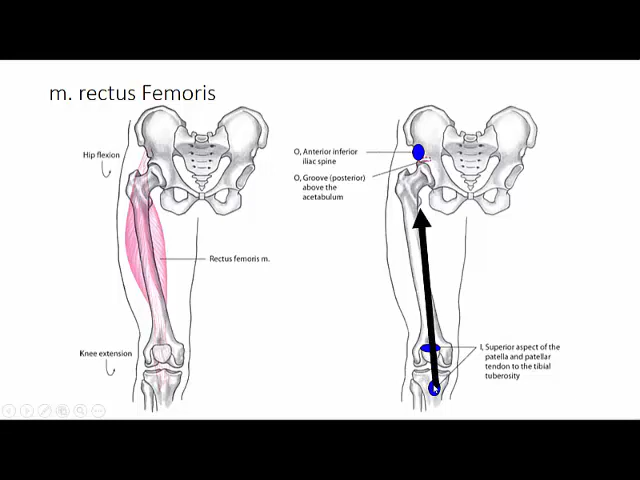 m. rectus Femoris
Hip flexion
Rectus femoris m.
Knee extension
O, Anterior inferior
iliac spine
O, Groove (posterior)
above the
acetabulum
I, Superior aspect of the
patella and patellar
tendon to the tibial
tuberosity